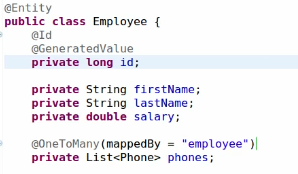 @Entity
public class Employee {
@Id
@GeneratedValue
private long id;
private String firstName;
private String lastName;
private double salary;
@OneToMany(mappedBy = "employee")
private List<Phone> phones;